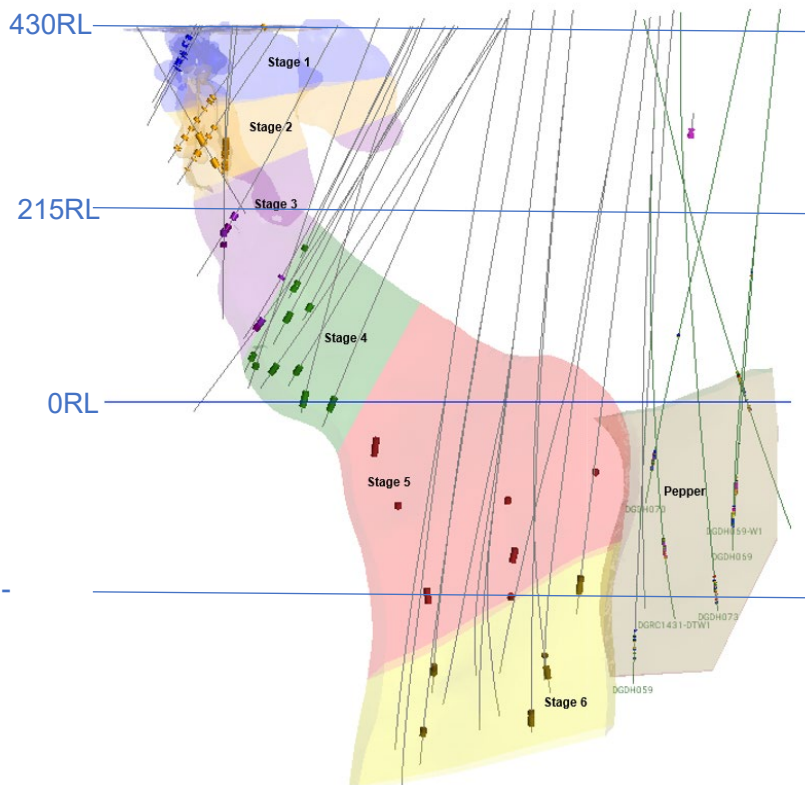 430RL
Stage 1
Stage 2
215RL
Stage 3
Stage 4
0RL
Stage 5
Pepper
DGDH073
DGDH059-W1
DGDH059
-
DGDH073
DGRC1431-DTW1
DGDH059
Stage 6